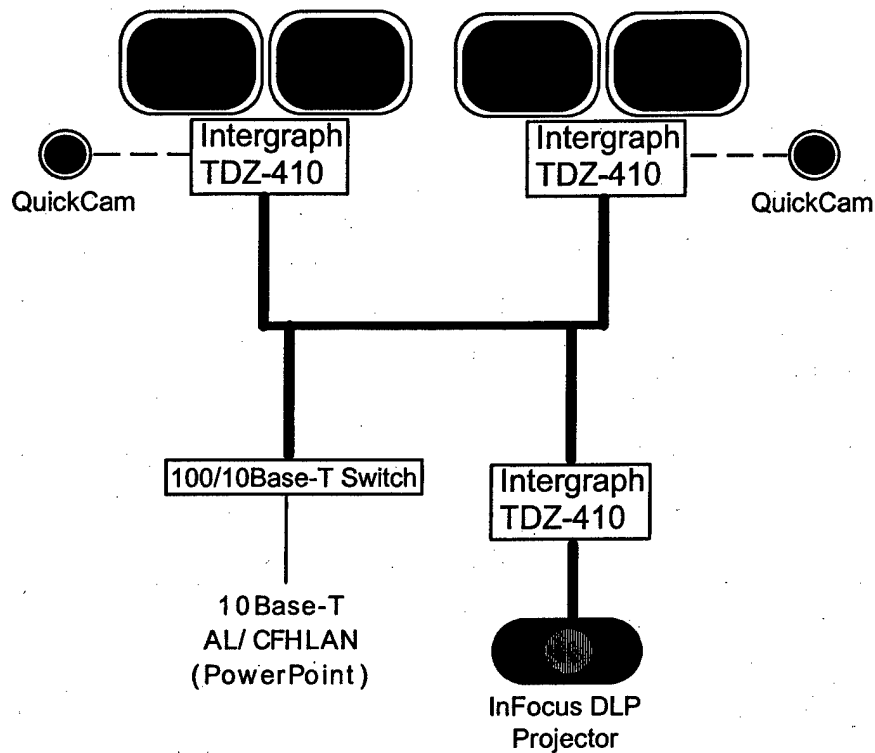 Intergraph
TDZ-410
Intergraph
TDZ-410
QuickCam
QuickCam
100/10Base-T Switch
Intergraph
TDZ-410
10Base-T
AL/CFHLAN
(PowerPoint)
InFocus DLP
Projector